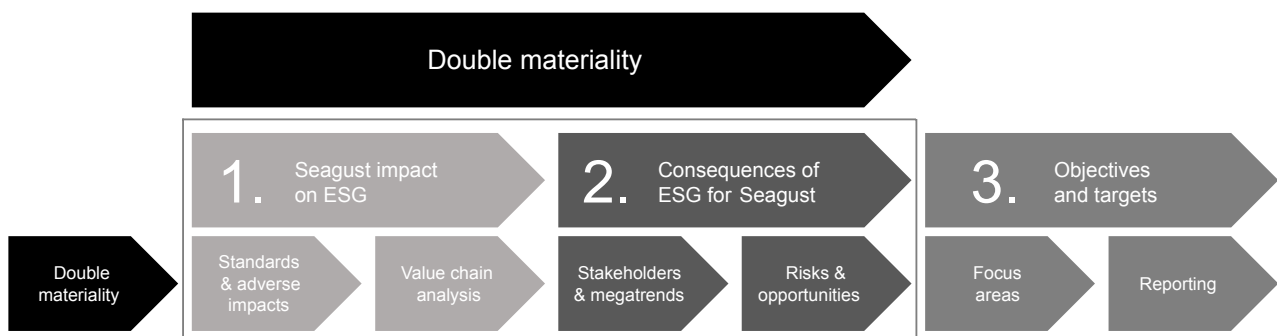 Double materiality
1.
Seagust impact
on ESG
2.
Consequences of
ESG for Seagust
3.
Objectives
and targets
Double
materiality
Standards
& adverse
impacts
Value chain
analysis
Stakeholders
& megatrends
Risks &
opportunities
Focus
areas
Reporting